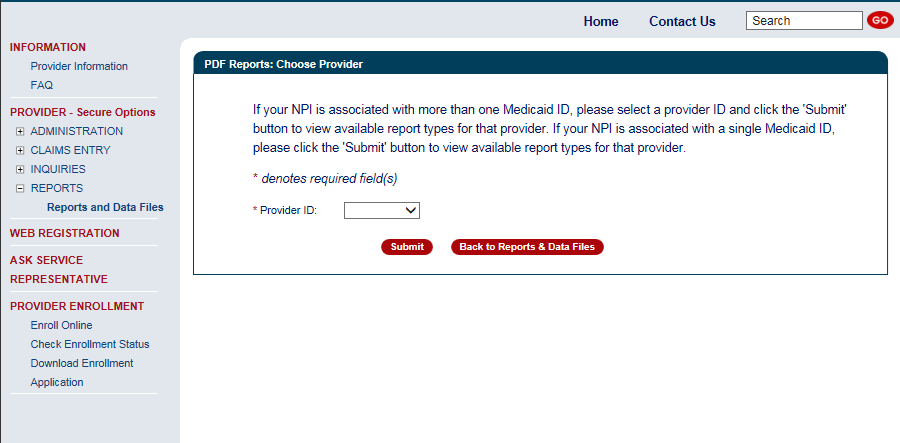 Home
Contact Us
Search
GO
INFORMATION
Provider Information
FAQ
PROVIDER - Secure Options
ADMINISTRATION
CLAIMS ENTRY
INQUIRIES
REPORTS
Reports and Data Files
WEB REGISTRATION
ASK SERVICE
REPRESENTATIVE
PROVIDER ENROLLMENT
Enroll Online
Check Enrollment Status
Download Enrollment
Application
PDF Reports: Choose Provider
If your NPI is associated with more than one Medicaid ID, please select a provider ID and click the 'Submit'
button to view available report types for that provider. If your NPI is associated with a single Medicaid ID,
please click the 'Submit' button to view available report types for that provider.
* denotes required field(s)
* Provider ID:
Submit
Back to Reports & Data Files